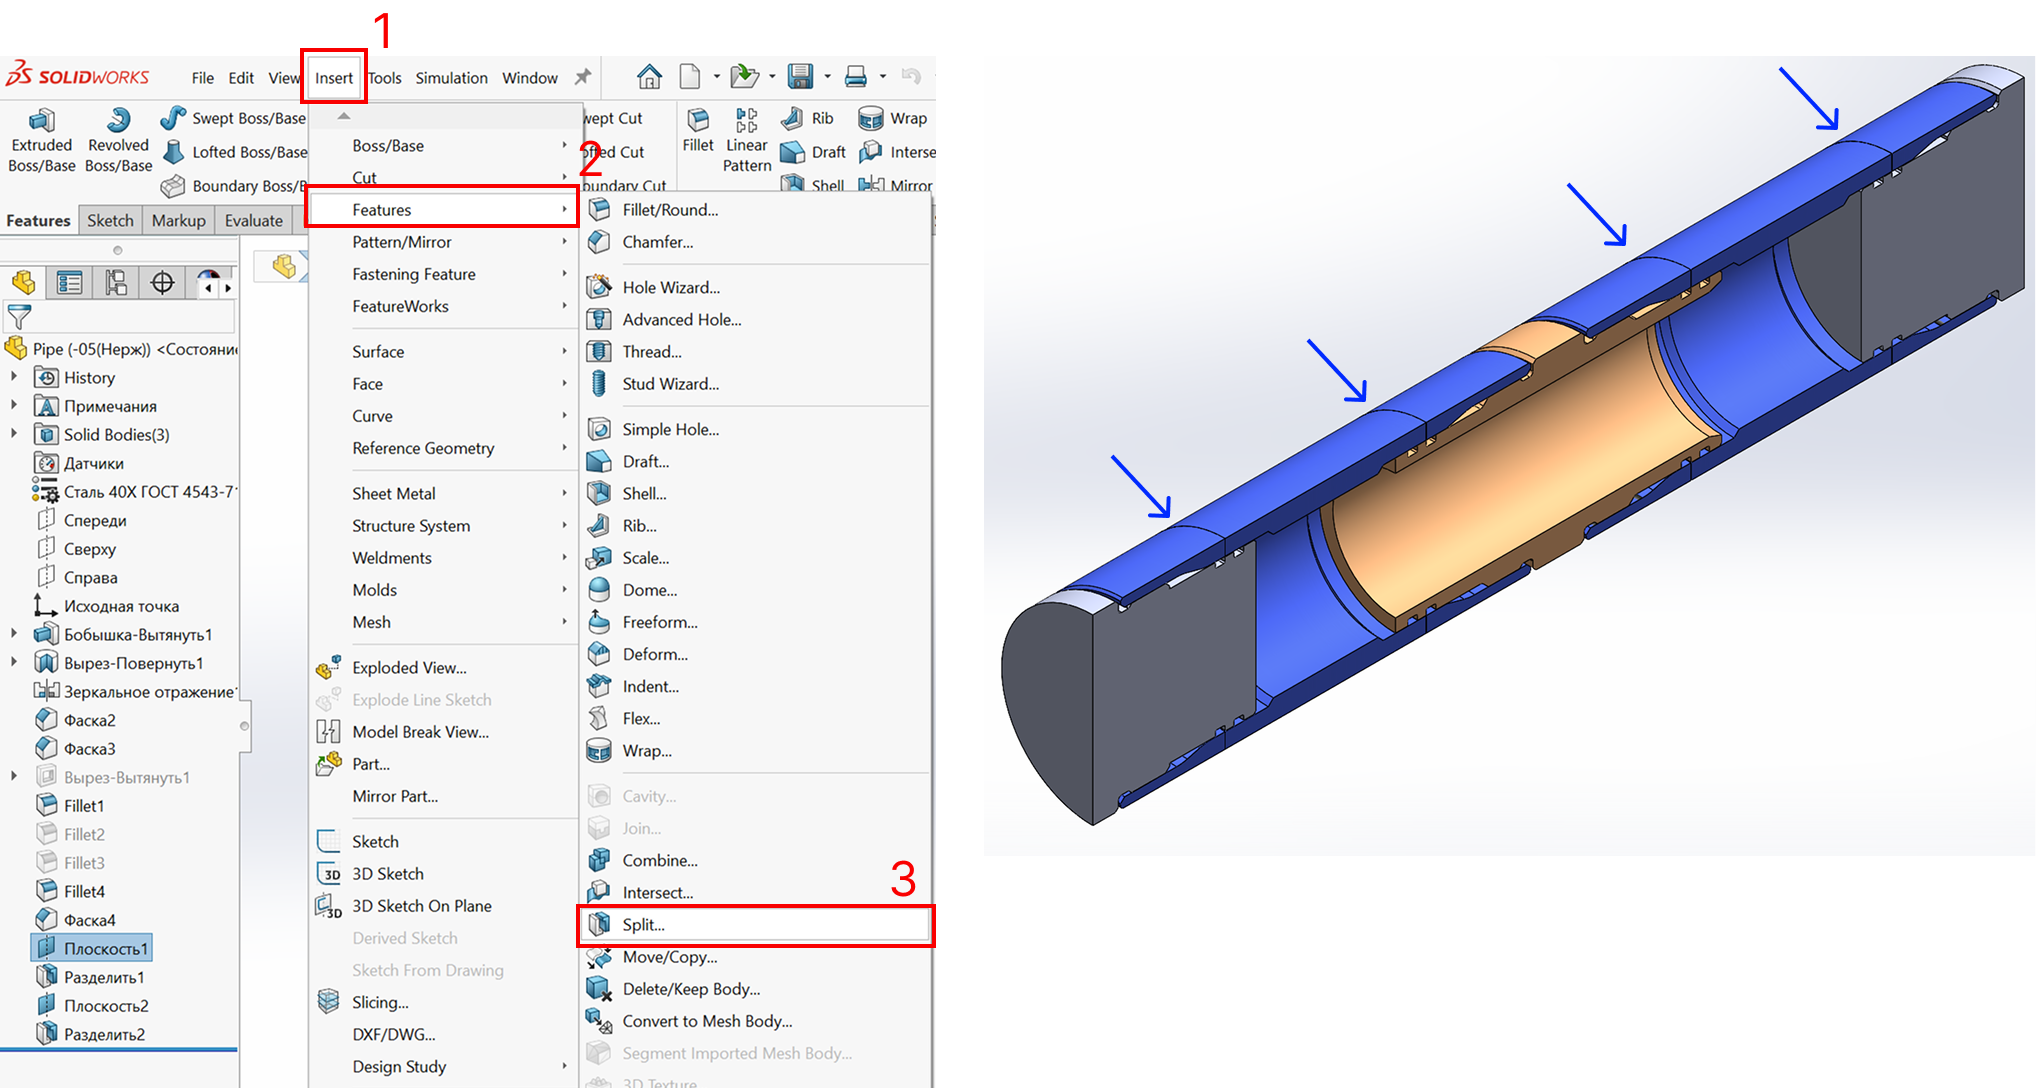 1
SOLIDWORKS
File Edit View Insert Tools Simulation Window
Extruded Boss/Base
Revolved Boss/Base
Swept Boss/Base
Lofted Boss/Base
Boundary
Cut
Cut
Cut
Fillet
Linear Pattern
Rib
Draft
Shell
Wrap
Mirror
Features Sketch Markup Evaluate
Pipe (-05(Нерж))
History
Примечания
Solid Bodies(3)
Датчики
Сталь 40X ГОСТ 4543-71
Спереди
Сверху
Справа
Исходная точка
Бобышка-Вытянуть1
Вырез-Повернуть1
Зеркальное отражение
Фаска2
Фаска3
Вырез-Вытянуть1
Fillet1
Fillet2
Fillet3
Fillet4
Фаска4
Плоскость1
Разделить1
Плоскость2
Разделить2
Boss/Base
Cut
2
Features
Pattern/Mirror
Fastening Feature
FeatureWorks
Surface
Face
Curve
Reference Geometry
Sheet Metal
Structure System
Weldments
Molds
Mesh
Exploded View...
Explode Line Sketch
Model Break View...
Part...
Mirror Part...
Sketch
3D 3D Sketch
3D 3D Sketch On Plane
Derived Sketch
Sketch From Drawing
Slicing...
DXF/DWG...
Design Study
Fillet/Round...
Chamfer...
Hole Wizard...
Advanced Hole...
Thread...
Stud Wizard...
Simple Hole...
Draft...
Shell...
Rib...
Scale...
Dome...
Freeform...
Deform...
Indent...
Flex...
Wrap...
Cavity...
Join...
Combine...
Intersect...
3
Split...
Move/Copy...
Delete/Keep Body...
Convert to Mesh Body...
Segment Imported Mesh Body...
3D Texture